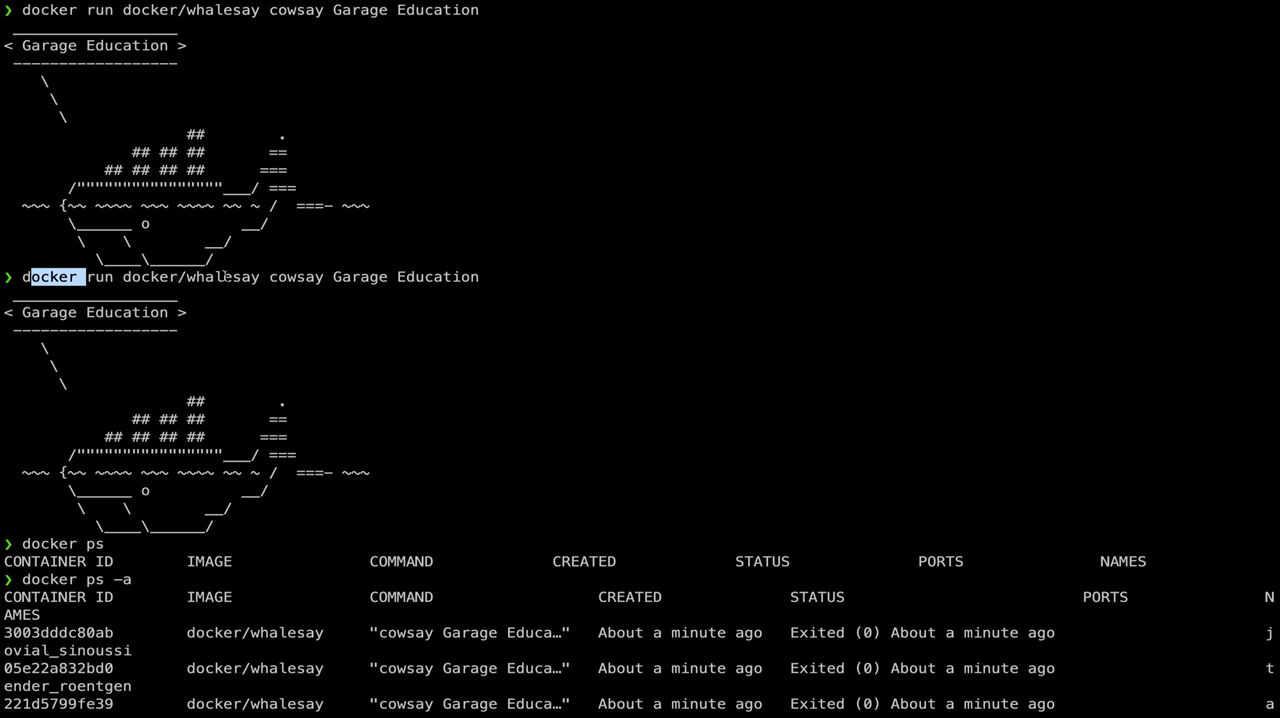 ❯ docker run docker/whalesay cowsay Garage Education
 __________________
< Garage Education >
 ------------------
    \
     \
      \
                    ##        .
              ## ## ##       ==
           ## ## ## ##      ===
       /""""""""""""""""___/ ===
  ~~~ {~~ ~~~~ ~~~ ~~~~ ~~ ~ /  ===- ~~~
       \______ o          __/
        \    \        __/
          \____\______/
❯ docker run docker/whalesay cowsay Garage Education
 __________________
< Garage Education >
 ------------------
    \
     \
      \
                    ##        .
              ## ## ##       ==
           ## ## ## ##      ===
       /""""""""""""""""___/ ===
  ~~~ {~~ ~~~~ ~~~ ~~~~ ~~ ~ /  ===- ~~~
       \______ o          __/
        \    \        __/
          \____\______/
❯ docker ps
CONTAINER ID        IMAGE               COMMAND             CREATED             STATUS              PORTS               NAMES
❯ docker ps -a
CONTAINER ID        IMAGE               COMMAND                  CREATED              STATUS                          PORTS               N
AMES
3003dddc80ab        docker/whalesay     "cowsay Garage Educa…"   About a minute ago   Exited (0) About a minute ago                       j
ovial_sinoussi
05e22a832bd0        docker/whalesay     "cowsay Garage Educa…"   About a minute ago   Exited (0) About a minute ago                       t
ender_roentgen
221d5799fe39        docker/whalesay     "cowsay Garage Educa…"   About a minute ago   Exited (0) About a minute ago                       a